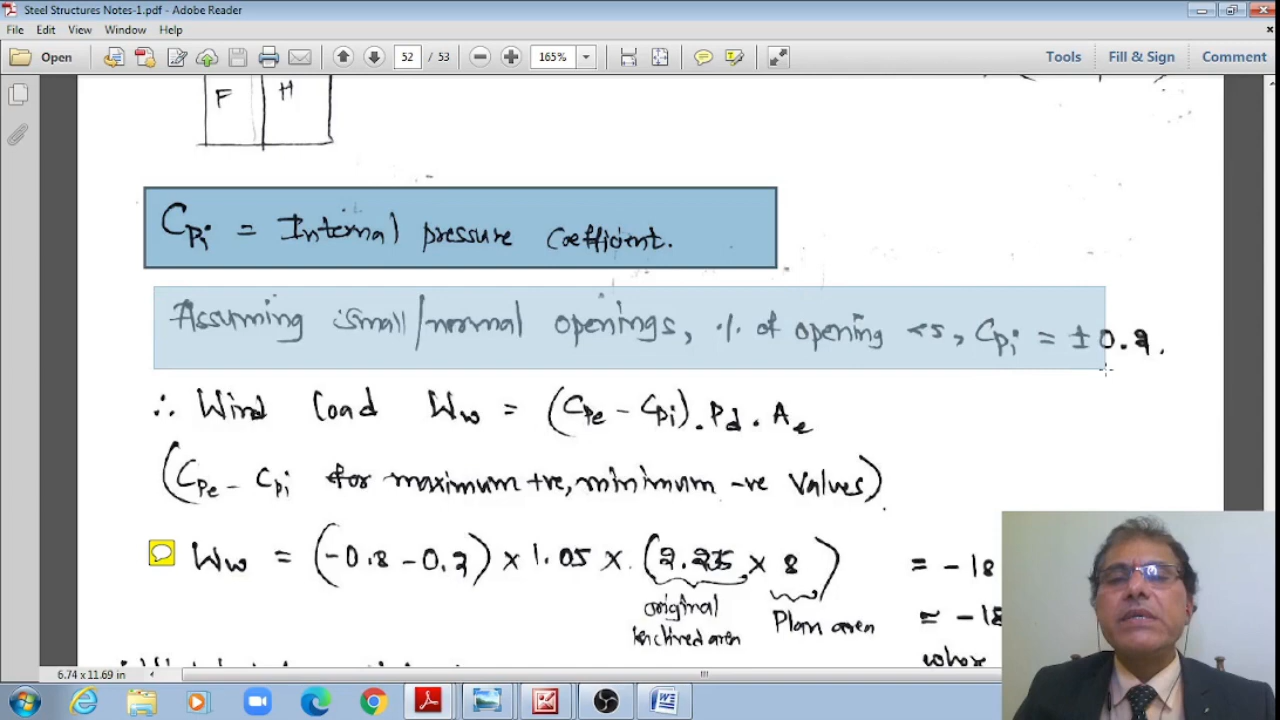 Steel Structures Notes-1.pdf - Adobe Reader
File Edit View Window Help
Open 52 / 53 165% Tools Fill & Sign Comment
F H
Cpi = Internal pressure coefficient.
Assuming small/normal openings, % of opening <5, Cpi = ±0.2.
∴ Wind load Ww = (Cpe - Cpi).Pd.Ae
(Cpe - Cpi for maximum +ve, minimum -ve values)
Ww = (-0.8 - 0.2) × 1.05 × (2.235 × 8) = -18
original Plan area ≈ -18
inclined area where
6.74 x 11.69 in